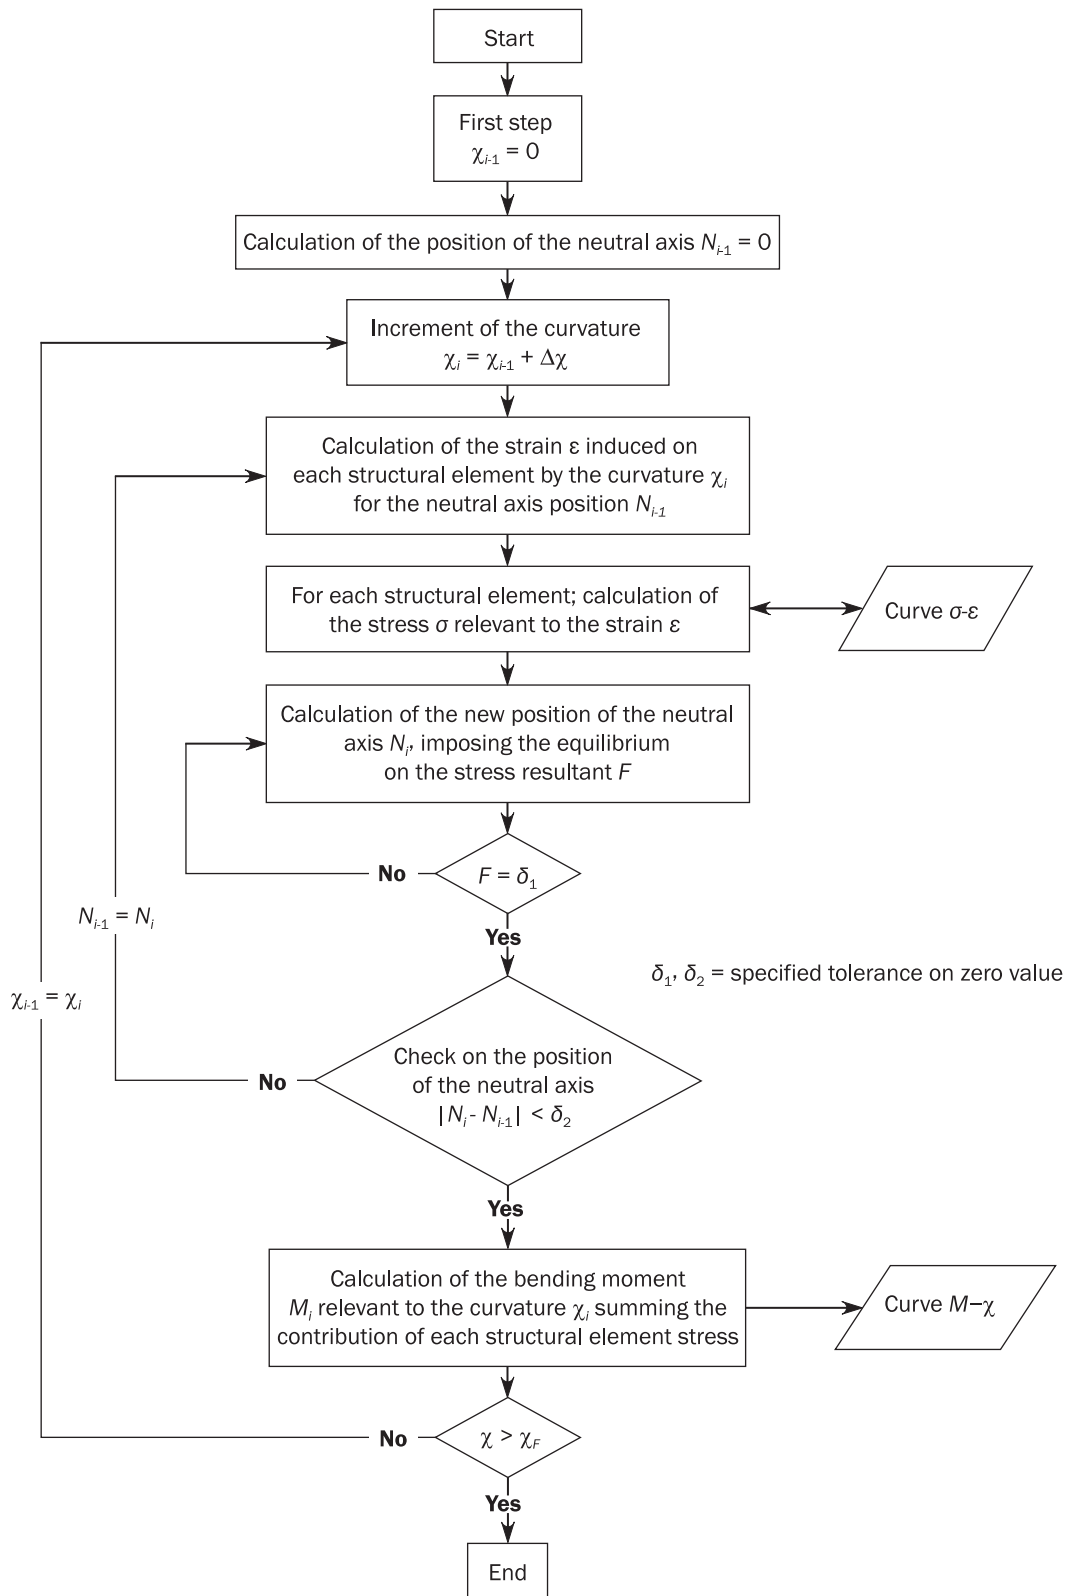 Start
First step
χi-1 = 0
Calculation of the position of the neutral axis Ni-1 = 0
Increment of the curvature
χi = χi-1 + Δχ
Calculation of the strain ε induced on
each structural element by the curvature χi
for the neutral axis position Ni-1
For each structural element; calculation of
the stress σ relevant to the strain ε
Curve σ-ε
Calculation of the new position of the neutral
axis Ni, imposing the equilibrium
on the stress resultant F
No
F = δ1
Ni-1 = Ni
Yes
δ1, δ2 = specified tolerance on zero value
χi-1 = χi
Check on the position
of the neutral axis
|Ni - Ni-1| < δ2
No
Yes
Calculation of the bending moment
Mi relevant to the curvature χi summing the
contribution of each structural element stress
Curve M–χ
No
χ > χF
Yes
End